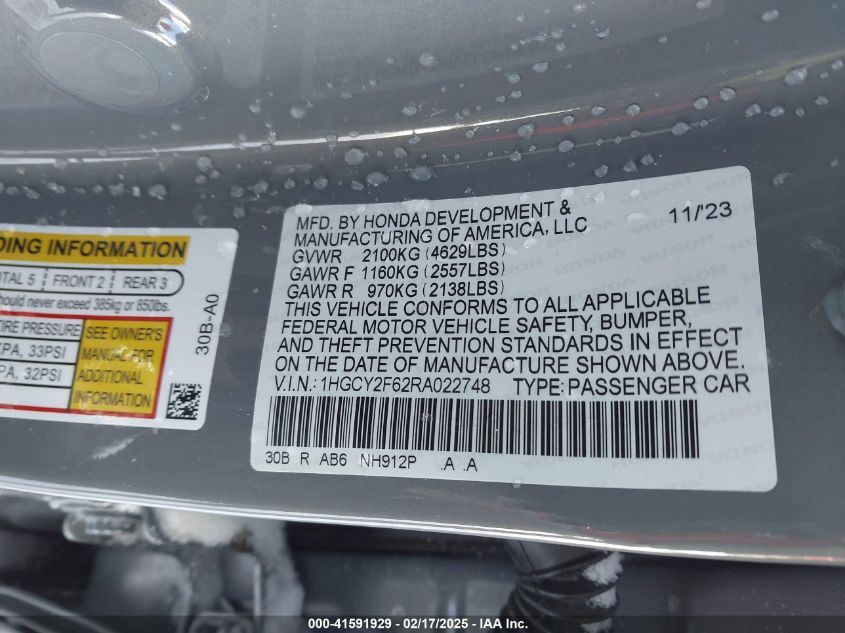 DING INFORMATION
OTAL 5 FRONT 2 REAR 3
hould never exceed 385kg or 850lbs.
TIRE PRESSURE
KPA, 33PSI
KPA, 32PSI
SEE OWNER'S
MANUAL FOR
ADDITIONAL
INFORMATION
30B-A0
MFD. BY HONDA DEVELOPMENT & 11/'23
MANUFACTURING OF AMERICA, LLC
GVWR 2100KG (4629LBS)
GAWR F 1160KG (2557LBS)
GAWR R 970KG (2138LBS)
THIS VEHICLE CONFORMS TO ALL APPLICABLE
FEDERAL MOTOR VEHICLE SAFETY, BUMPER,
AND THEFT PREVENTION STANDARDS IN EFFECT
ON THE DATE OF MANUFACTURE SHOWN ABOVE.
V.I.N.: 1HGCY2F62RA022748 TYPE: PASSENGER CAR
30B R AB6 NH912P .A .A
000-41591929 / 02/17/2025 - IAA Inc.